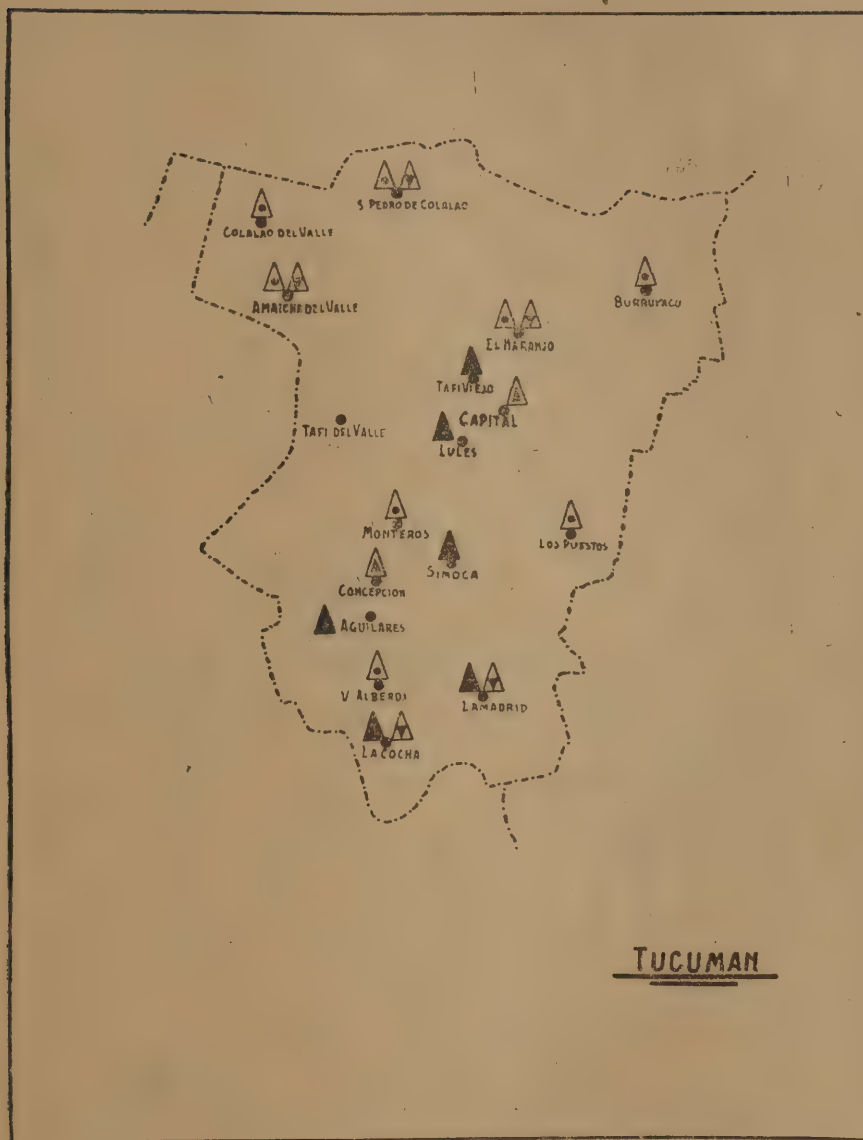 S PEDRO DE COLALAO
COLALAO DEL VALLE
AMAICHA DEL VALLE
BURRUYACU
EL NARANJO
TAFI VIEJO
CAPITAL
TAFI DEL VALLE
LULES
MONTEROS
LOS PUESTOS
SIMOCA
CONCEPCION
AGUILARES
V ALBERDI
LAMADRID
LA COCHA
TUCUMAN